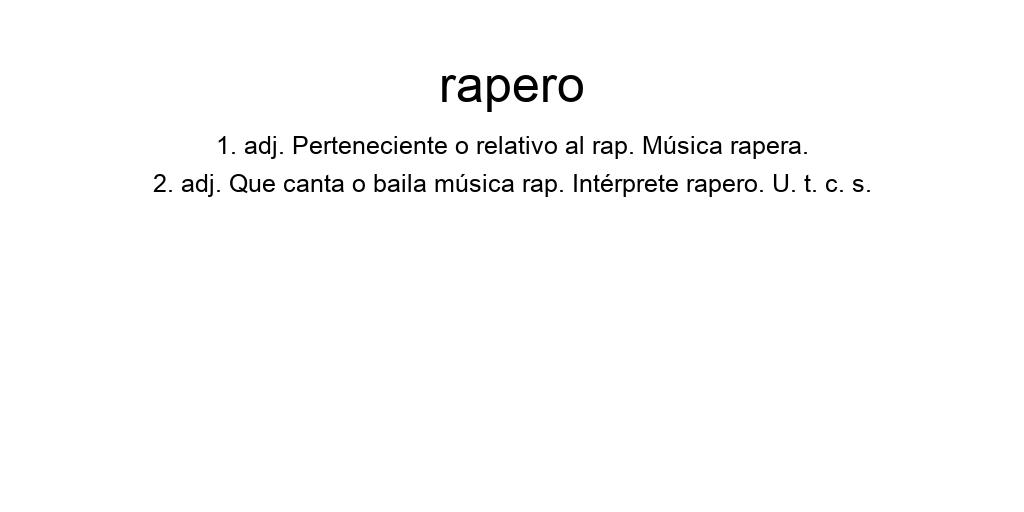 rapero
1. adj. Perteneciente o relativo al rap. Música rapera.
2. adj. Que canta o baila música rap. Intérprete rapero. U. t. c. s.